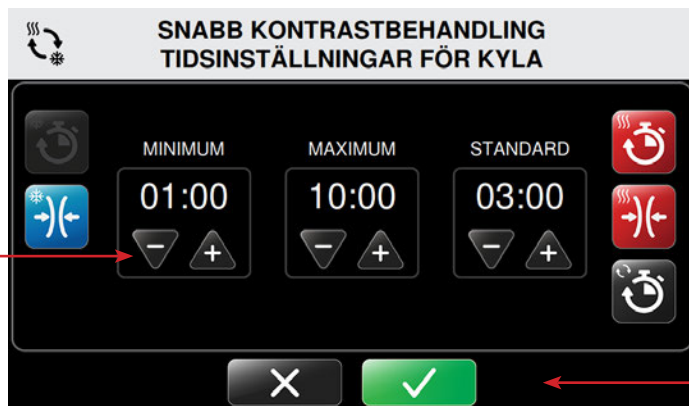 SNABB KONTRASTBEHANDLING
TIDSINSTÄLLNINGAR FÖR KYLA
MINIMUM MAXIMUM STANDARD
01:00 10:00 03:00